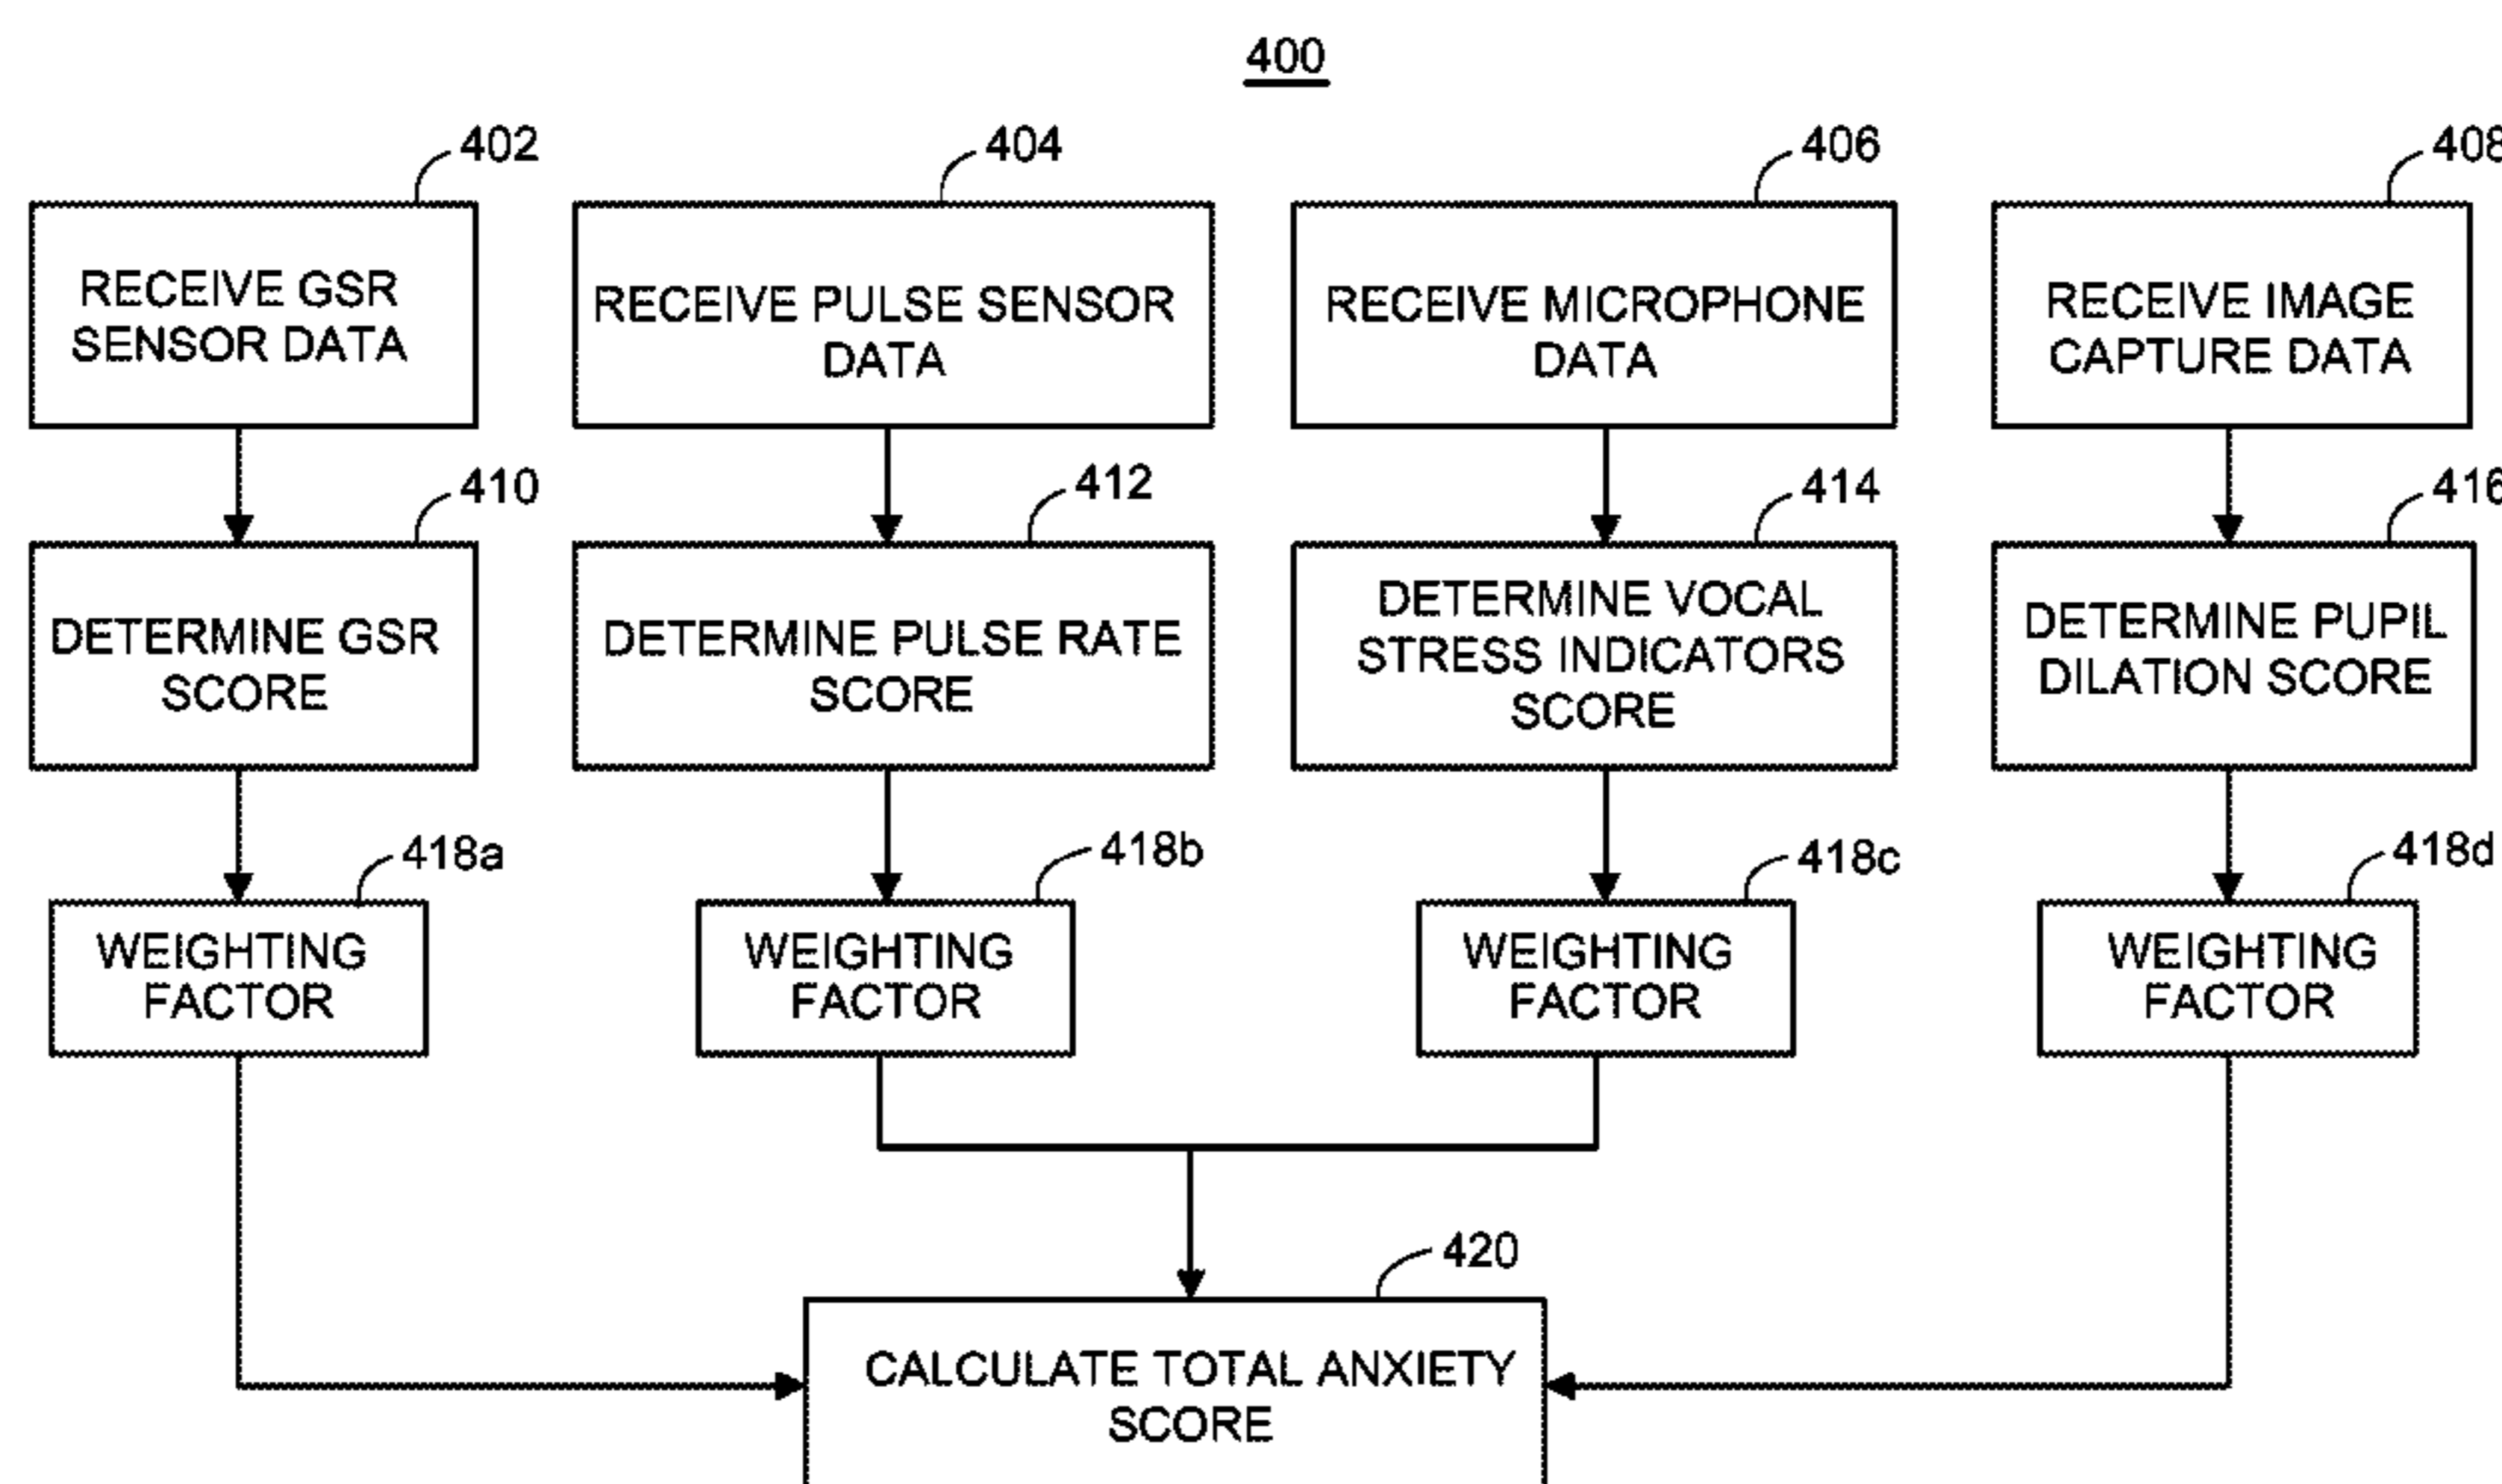 400
402
404
406
408
RECEIVE GSR
SENSOR DATA
RECEIVE PULSE SENSOR
DATA
RECEIVE MICROPHONE
DATA
RECEIVE IMAGE
CAPTURE DATA
410
412
414
416
DETERMINE GSR
SCORE
DETERMINE PULSE RATE
SCORE
DETERMINE VOCAL
STRESS INDICATORS
SCORE
DETERMINE PUPIL
DILATION SCORE
418a
418b
418c
418d
WEIGHTING
FACTOR
WEIGHTING
FACTOR
WEIGHTING
FACTOR
WEIGHTING
FACTOR
420
CALCULATE TOTAL ANXIETY
SCORE